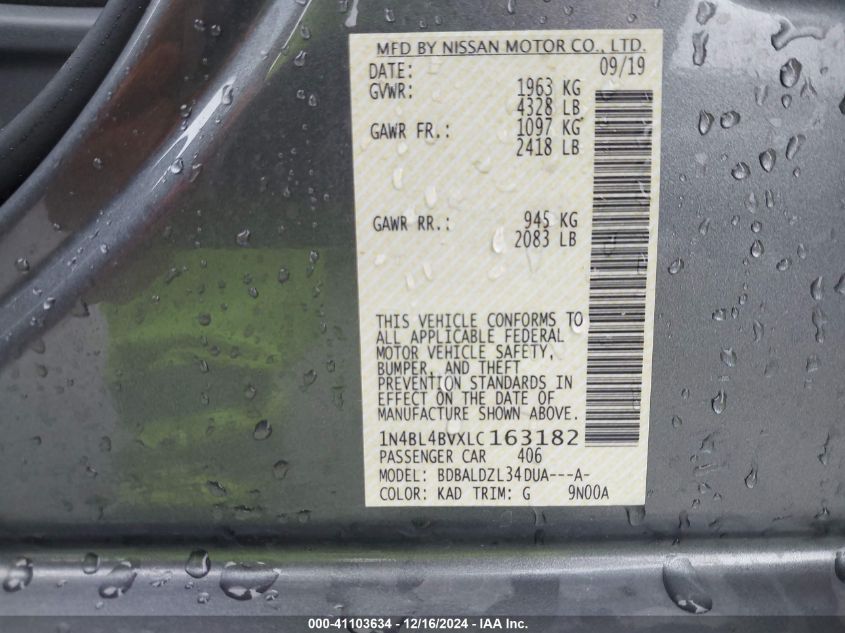 MFD BY NISSAN MOTOR CO., LTD.
DATE: 09/19
GVWR: 1963 KG
4328 LB
GAWR FR.: 1097 KG
2418 LB
GAWR RR.: 945 KG
2083 LB
THIS VEHICLE CONFORMS TO
ALL APPLICABLE FEDERAL
MOTOR VEHICLE SAFETY,
BUMPER, AND THEFT
PREVENTION STANDARDS IN
EFFECT ON THE DATE OF
MANUFACTURE SHOWN ABOVE.
1N4BL4BVXLC163182
PASSENGER CAR 406
MODEL: BDBALDZL34DUA---A-
COLOR: KAD TRIM: G 9N00A
000-41103634 - 12/16/2024 - IAA Inc.